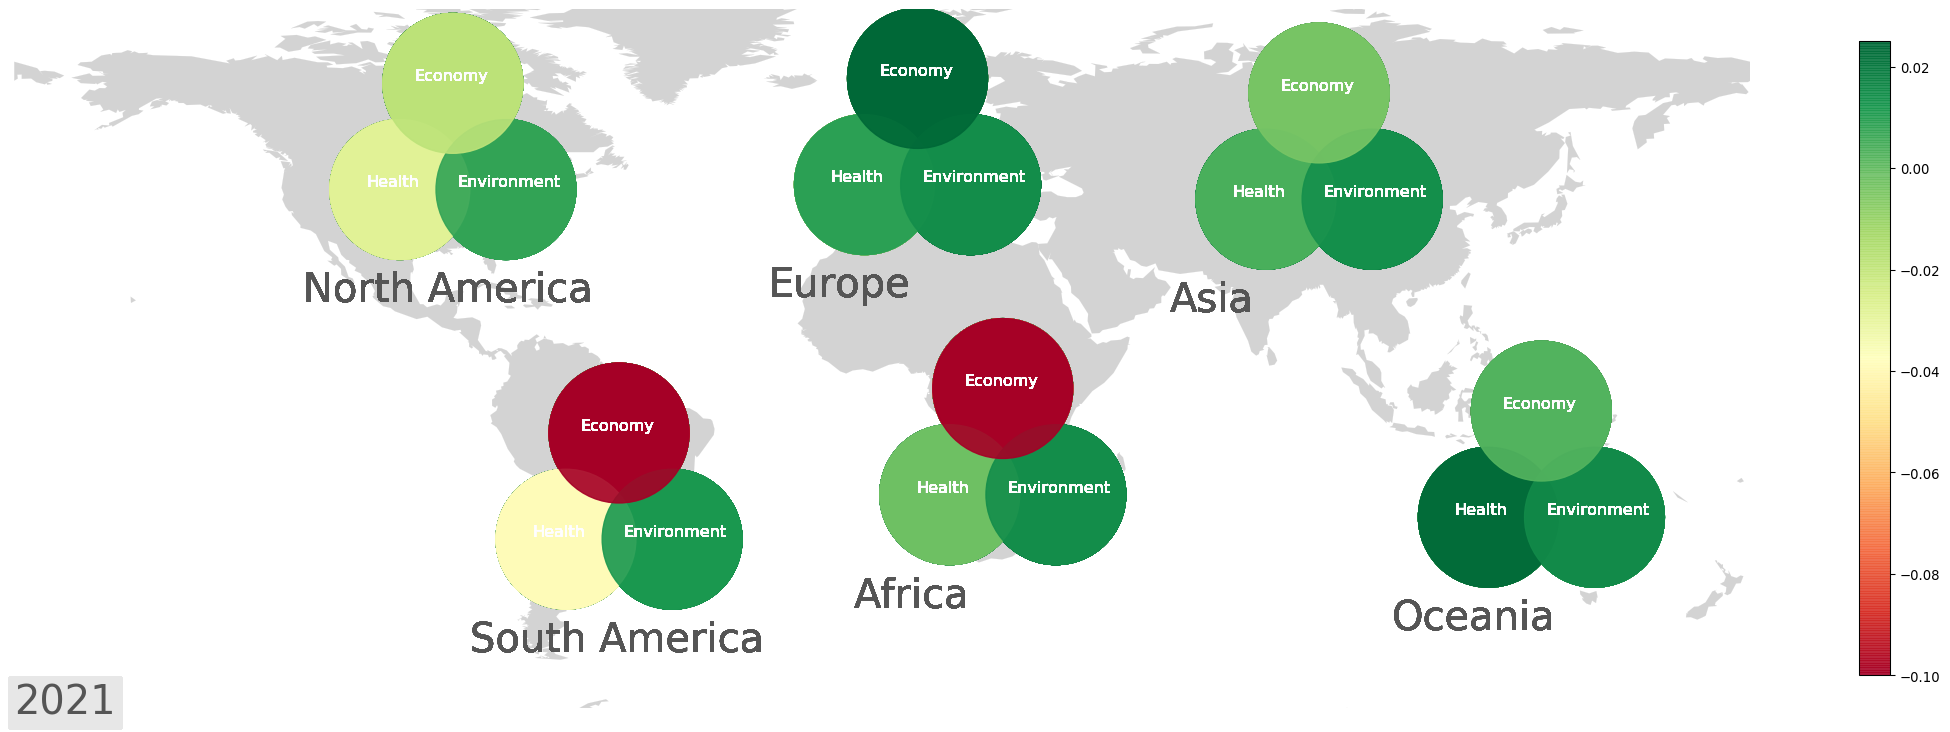 Economy
Health
Environment
North America
Economy
Health
Environment
Europe
Economy
Health
Environment
Asia
Economy
Health
Environment
South America
Economy
Health
Environment
Africa
Economy
Health
Environment
Oceania
2021
0.02
0.00
−0.02
−0.04
−0.06
−0.08
−0.10